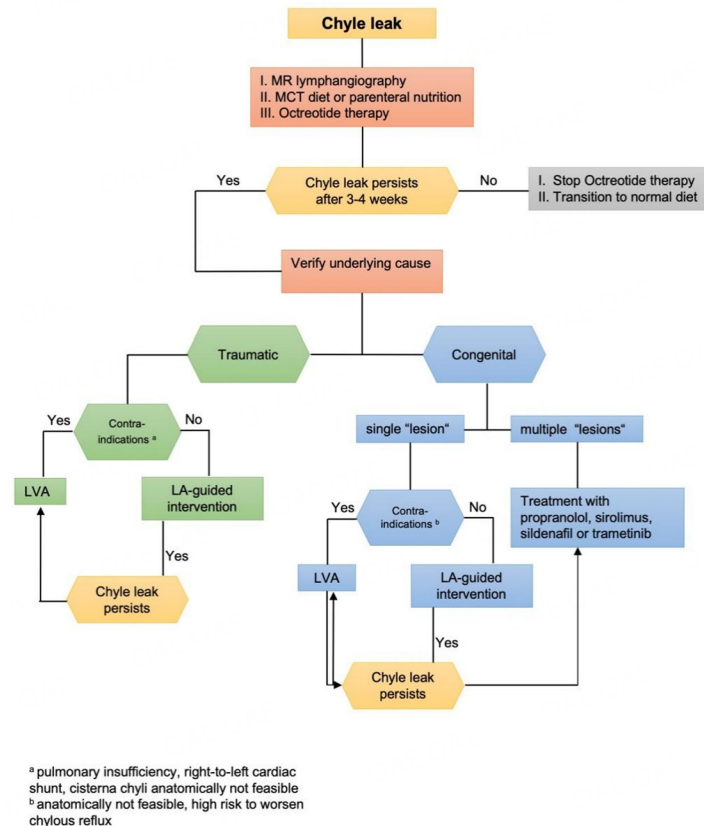 Chyle leak
I. MR lymphangiography
II. MCT diet or parenteral nutrition
III. Octreotide therapy
Yes
Chyle leak persists
after 3-4 weeks
No
I. Stop Octreotide therapy
II. Transition to normal diet
Verify underlying cause
Traumatic
Congenital
Yes
Contra-
indications a
No
single "lesion"
multiple "lesions"
LVA
LA-guided
intervention
Yes
Contra-
indications b
No
Treatment with
propranolol, sirolimus,
sildenafil or trametinib
Yes
LVA
LA-guided
intervention
Chyle leak
persists
Yes
Chyle leak
persists
a pulmonary insufficiency, right-to-left cardiac
shunt, cisterna chyli anatomically not feasible
b anatomically not feasible, high risk to worsen
chylous reflux